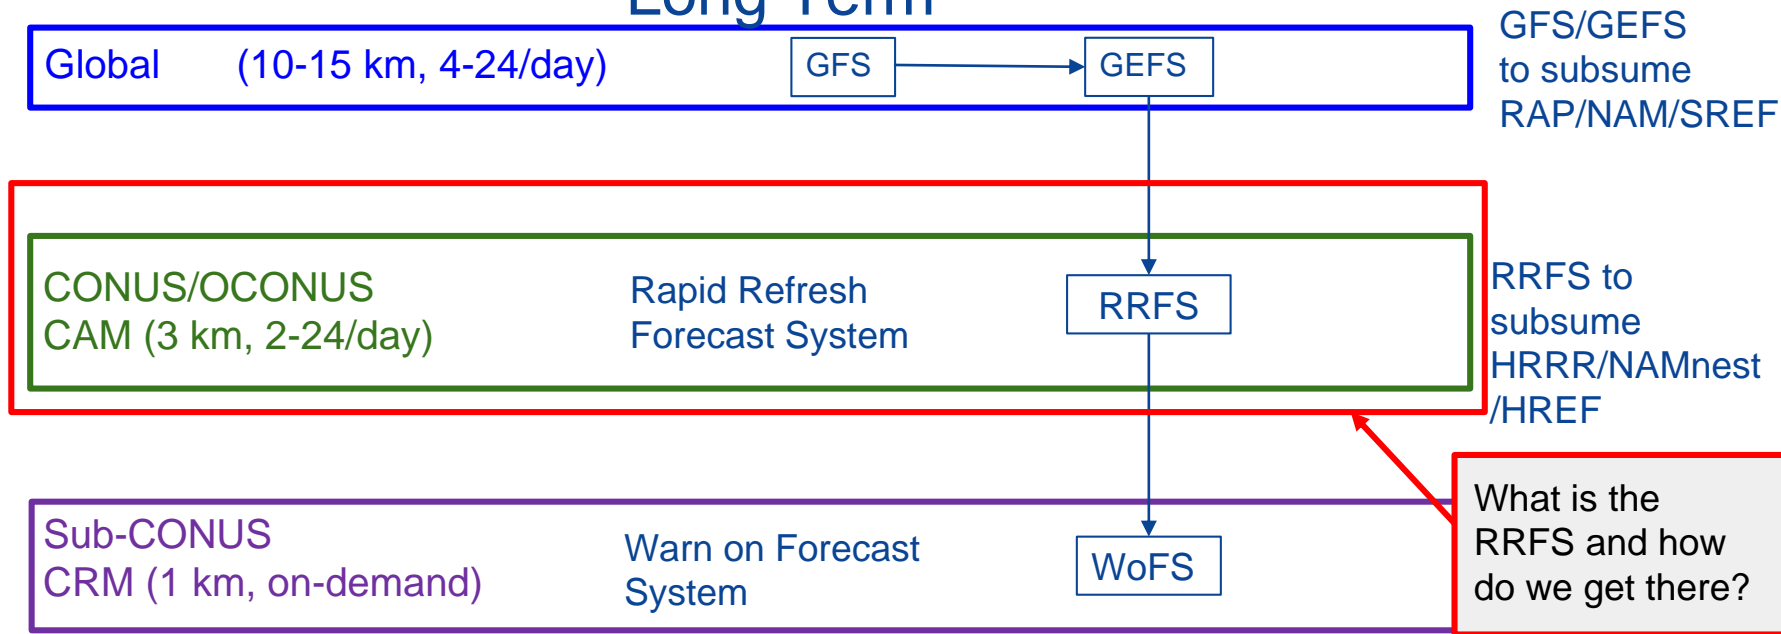 Long Term
Global (10-15 km, 4-24/day)
GFS
GEFS
GFS/GEFS
to subsume
RAP/NAM/SREF
CONUS/OCONUS
CAM (3 km, 2-24/day)
Rapid Refresh
Forecast System
RRFS
RRFS to
subsume
HRRR/NAMnest
/HREF
Sub-CONUS
CRM (1 km, on-demand)
Warn on Forecast
System
WoFS
What is the
RRFS and how
do we get there?